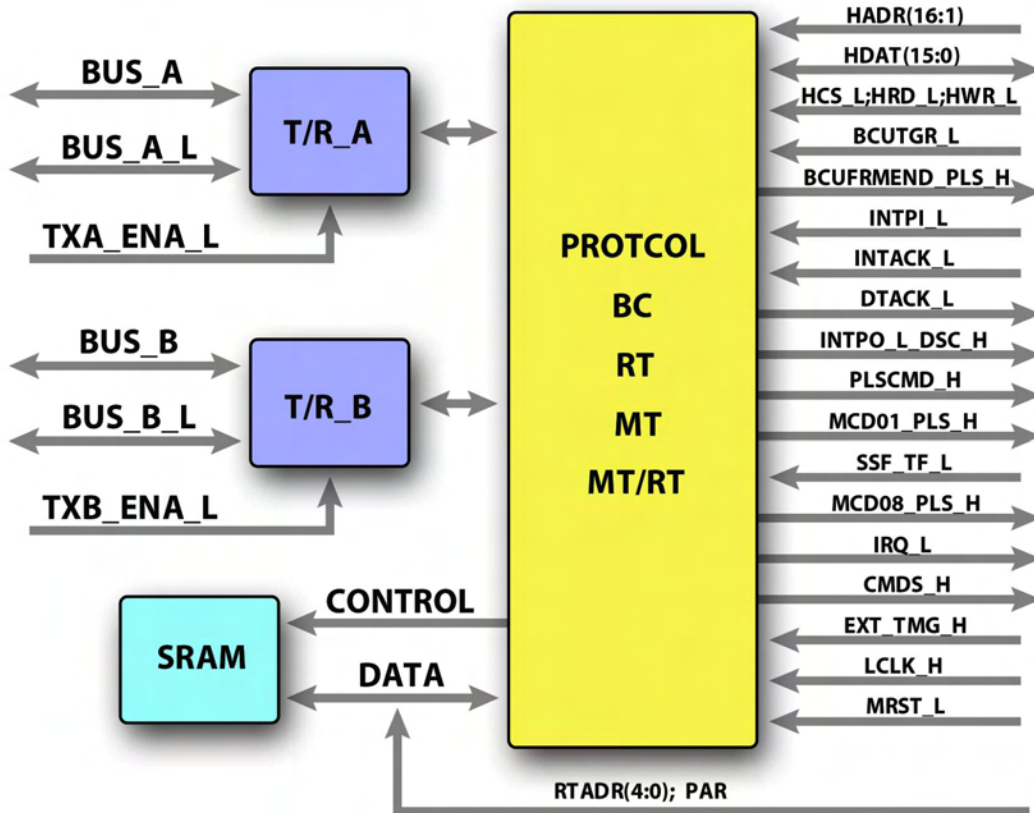 BUS_A
BUS_A_L
TXA_ENA_L
T/R_A
BUS_B
BUS_B_L
TXB_ENA_L
T/R_B
SRAM
CONTROL
DATA
PROTCOL
BC
RT
MT
MT/RT
HADR(16:1)
HDAT(15:0)
HCS_L;HRD_L;HWR_L
BCUTGR_L
BCUFRMEND_PLS_H
INTPI_L
INTACK_L
DTACK_L
INTPO_L_DSC_H
PLSCMD_H
MCD01_PLS_H
SSF_TF_L
MCD08_PLS_H
IRQ_L
CMDS_H
EXT_TMG_H
LCLK_H
MRST_L
RTADR(4:0); PAR